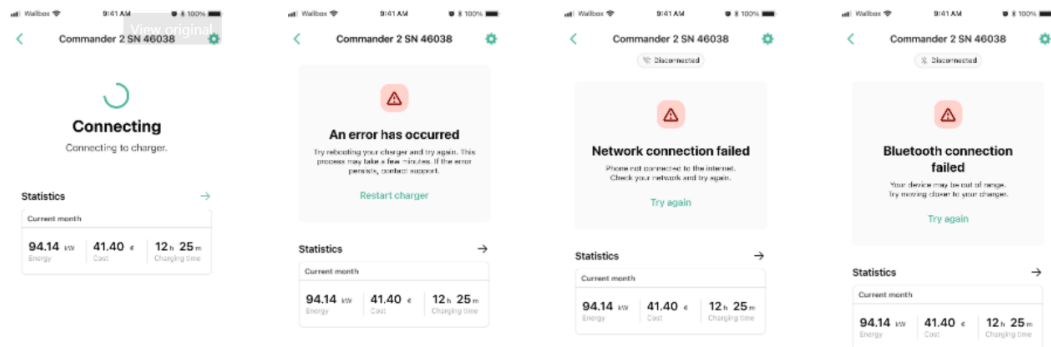 Wallbox 9:41 AM 100%
View original
Commander 2 SN 46038
Connecting
Connecting to charger.
Statistics
Current month
94.14 kW 41.40 € 12 h 25 m
Energy Cost Charging time
Wallbox 9:41 AM 100%
Commander 2 SN 46038
An error has occurred
Try rebooting your charger and try again. This
process may take a few minutes. If the error
persists, contact support.
Restart charger
Statistics
Current month
94.14 kW 41.40 € 12 h 25 m
Energy Cost Charging time
Wallbox 9:41 AM 100%
Commander 2 SN 46038
Disconnected
Network connection failed
Phone not connected to the internet.
Check your network and try again.
Try again
Statistics
Current month
94.14 kW 41.40 € 12 h 25 m
Energy Cost Charging time
Wallbox 9:41 AM 100%
Commander 2 SN 46038
Disconnected
Bluetooth connection
failed
Your device may be out of range.
Try moving closer to your charger.
Try again
Statistics
Current month
94.14 kW 41.40 € 12 h 25 m
Energy Cost Charging time